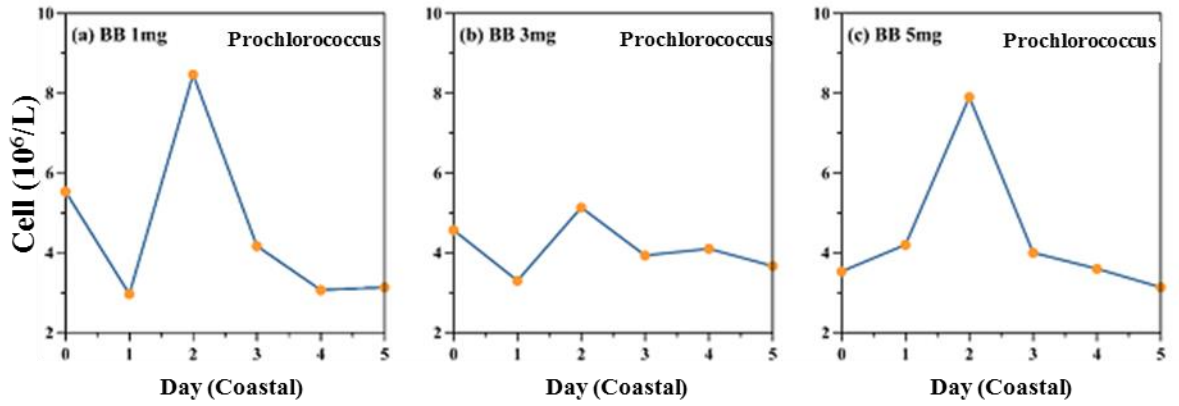 (a) BB 1mg Prochlorococcus
(b) BB 3mg Prochlorococcus
(c) BB 5mg Prochlorococcus
Cell (10⁶/L)
10
8
6
4
2
0 1 2 3 4 5
Day (Coastal)
10
8
6
4
2
0 1 2 3 4 5
Day (Coastal)
10
8
6
4
2
0 1 2 3 4 5
Day (Coastal)